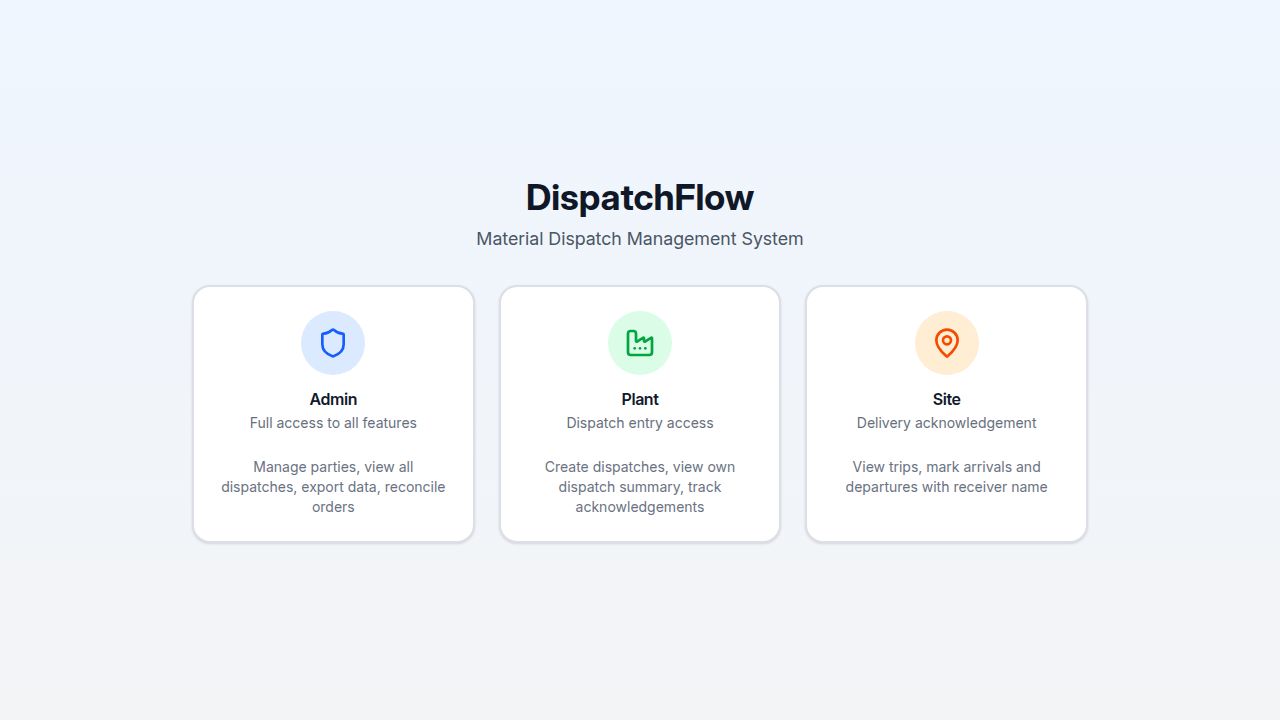 DispatchFlow
Material Dispatch Management System
Admin
Full access to all features
Manage parties, view all
dispatches, export data, reconcile
orders
Plant
Dispatch entry access
Create dispatches, view own
dispatch summary, track
acknowledgements
Site
Delivery acknowledgement
View trips, mark arrivals and
departures with receiver name